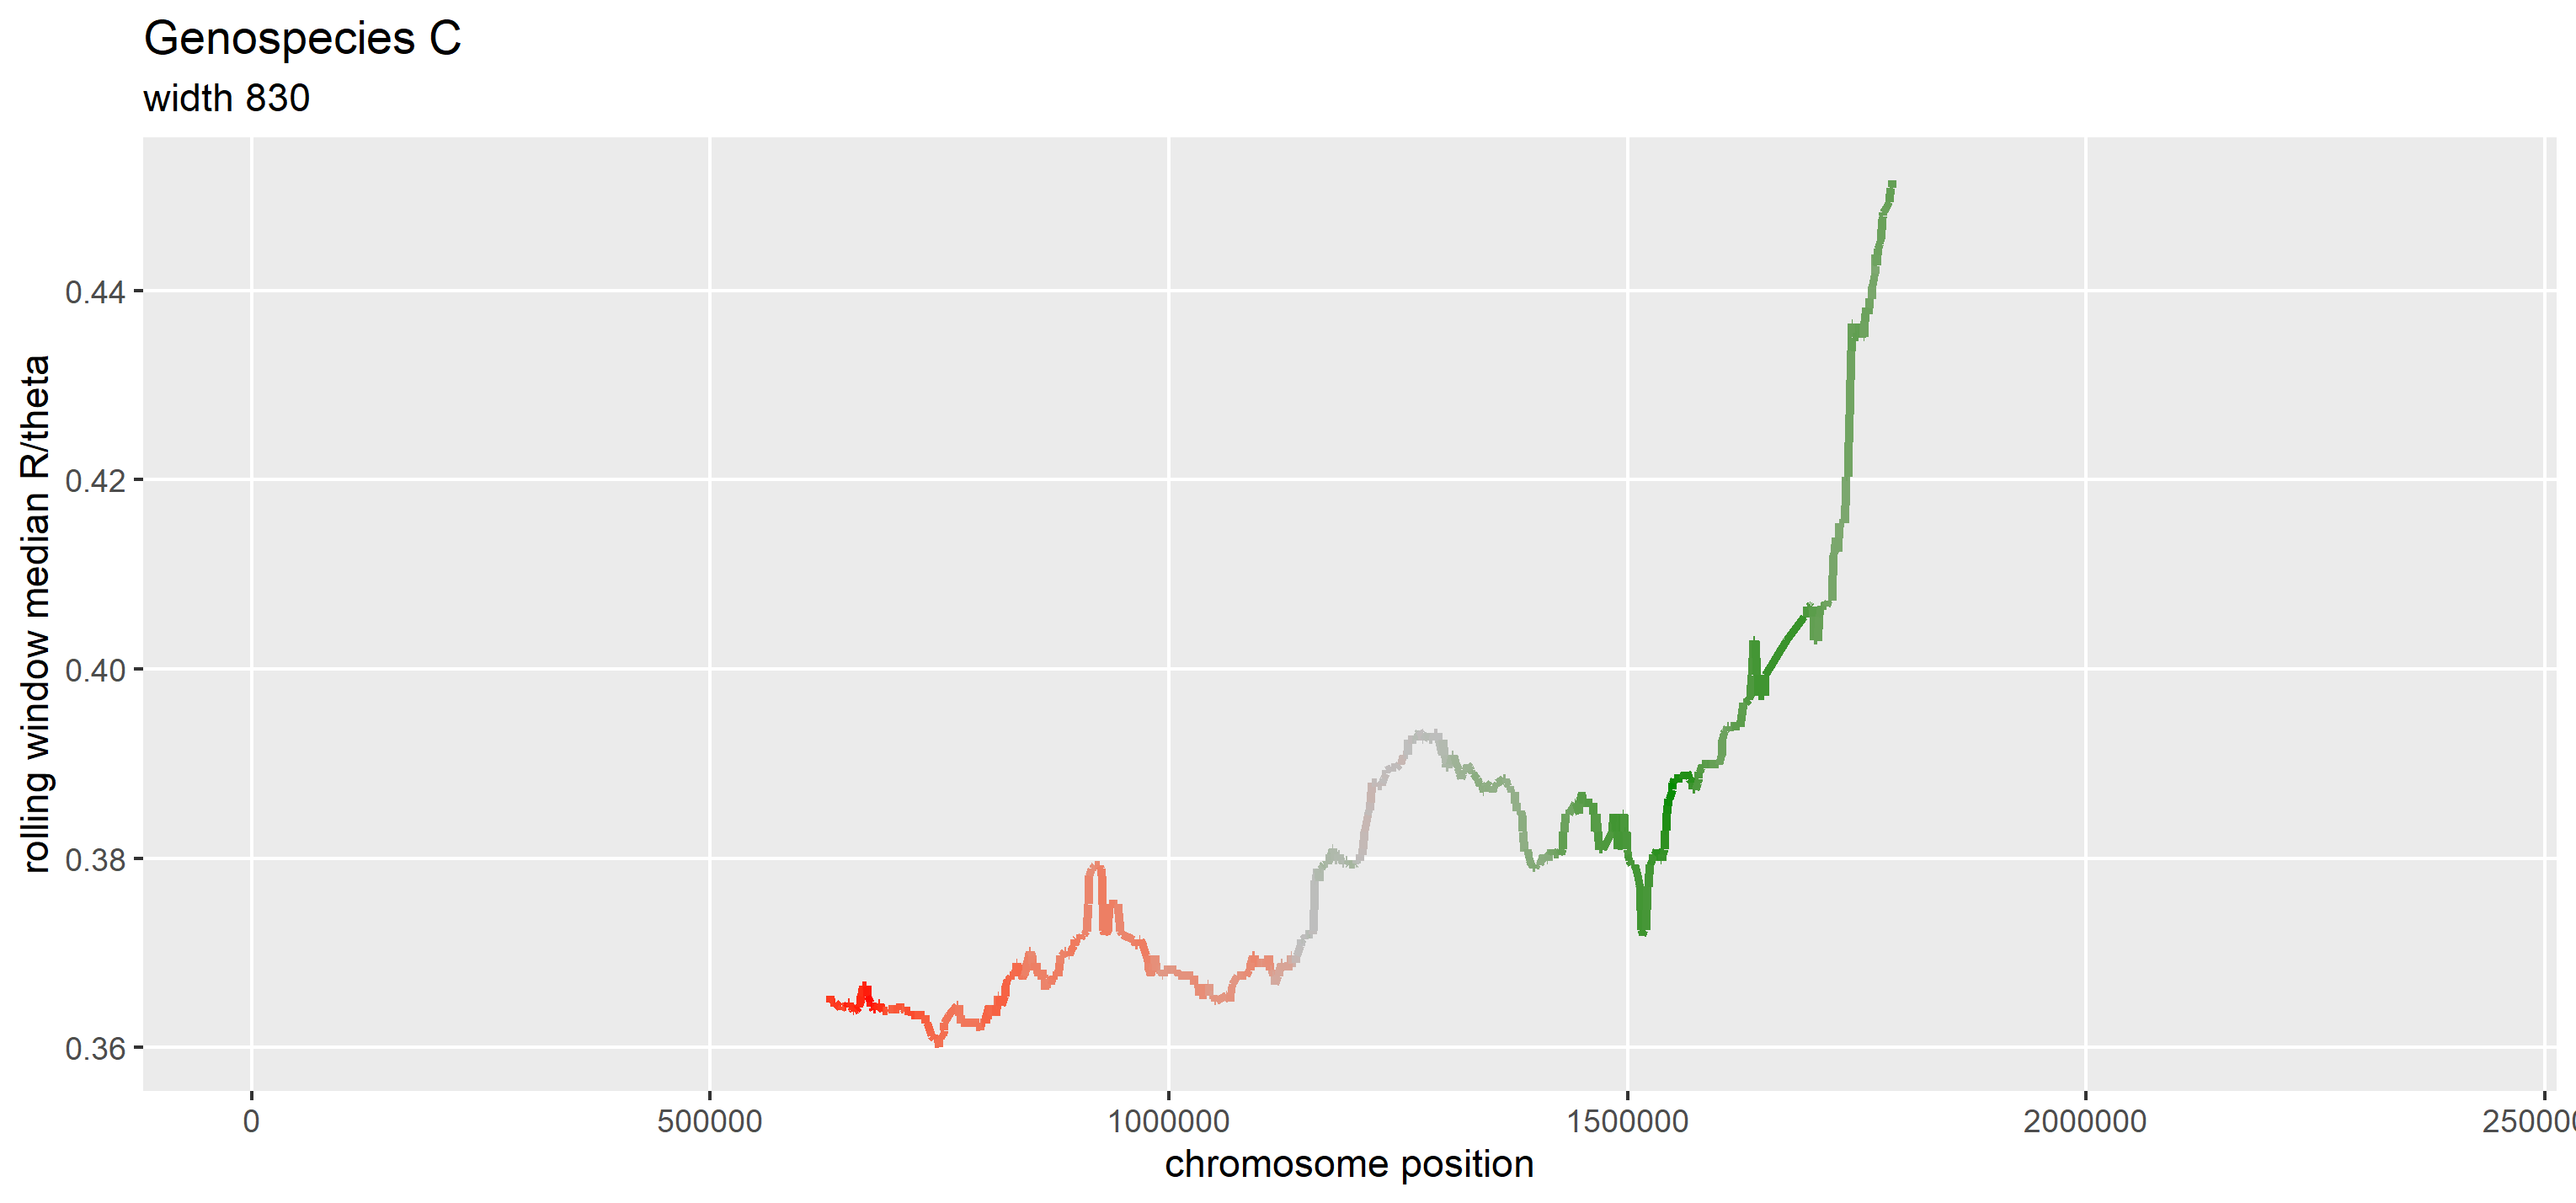 Genospecies C
width 830
rolling window median R/theta
0.44
0.42
0.40
0.38
0.36
0
500000
1000000
1500000
2000000
chromosome position